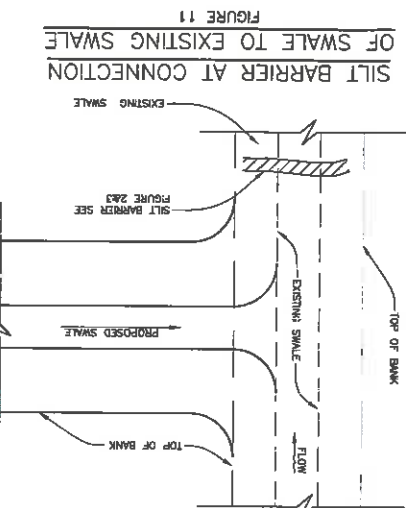 EXISTING SWALE
SILT BARRIER SEE
FIGURE 2&3
PROPOSED SWALE
TOP OF BANK
FLOW
EXISTING SWALE
TOP OF BANK
SILT BARRIER AT CONNECTION
OF SWALE TO EXISTING SWALE
FIGURE 11